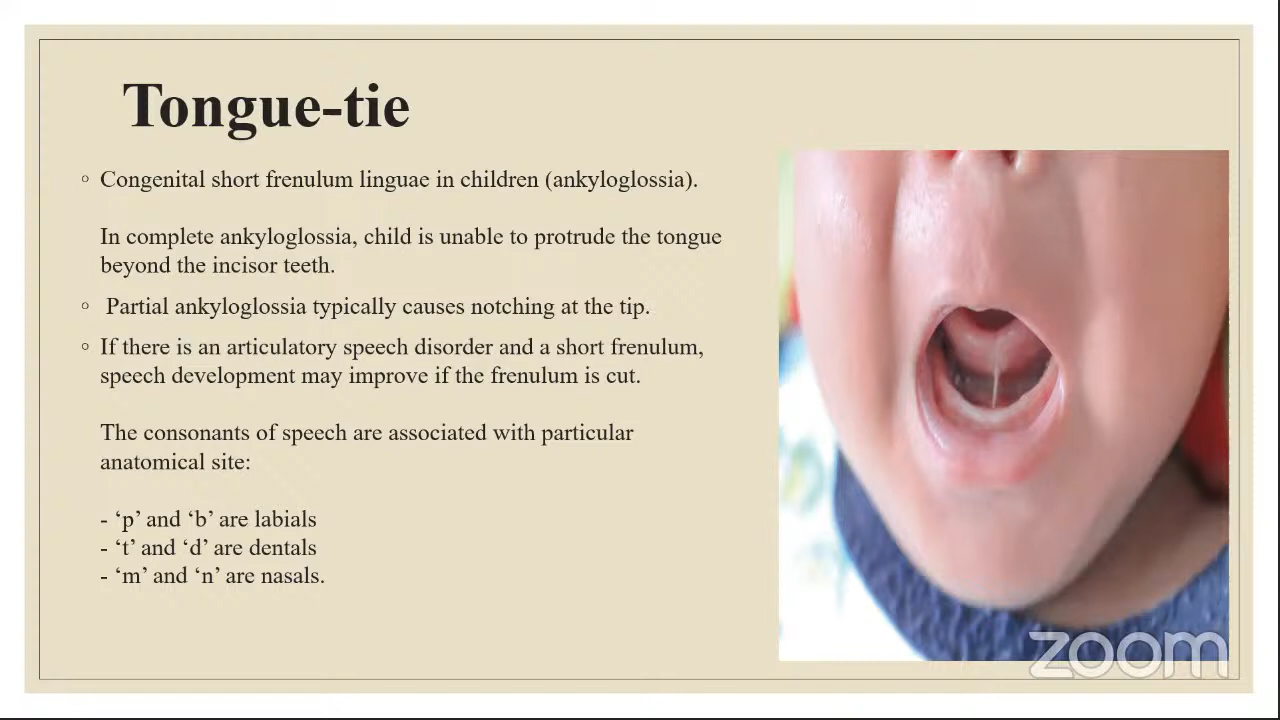 Tongue-tie
◦ Congenital short frenulum linguae in children (ankyloglossia).
In complete ankyloglossia, child is unable to protrude the tongue
beyond the incisor teeth.
◦ Partial ankyloglossia typically causes notching at the tip.
◦ If there is an articulatory speech disorder and a short frenulum,
speech development may improve if the frenulum is cut.
The consonants of speech are associated with particular
anatomical site:
- ‘p’ and ‘b’ are labials
- ‘t’ and ‘d’ are dentals
- ‘m’ and ‘n’ are nasals.
zoom